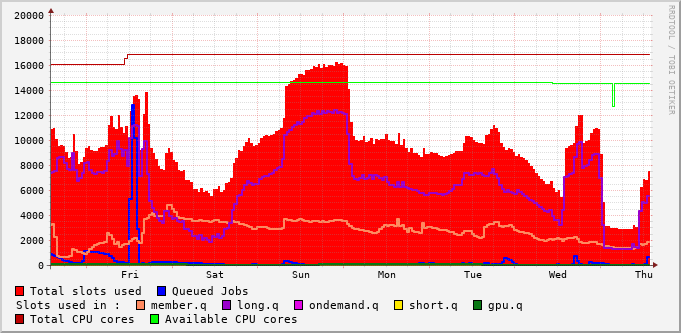 RRDTOOL / TOBI OETIKER
20000
18000
16000
14000
12000
10000
8000
6000
4000
2000
0
Fri Sat Sun Mon Tue Wed Thu
Total slots used Queued Jobs
Slots used in : member.q long.q ondemand.q short.q gpu.q
Total CPU cores Available CPU cores